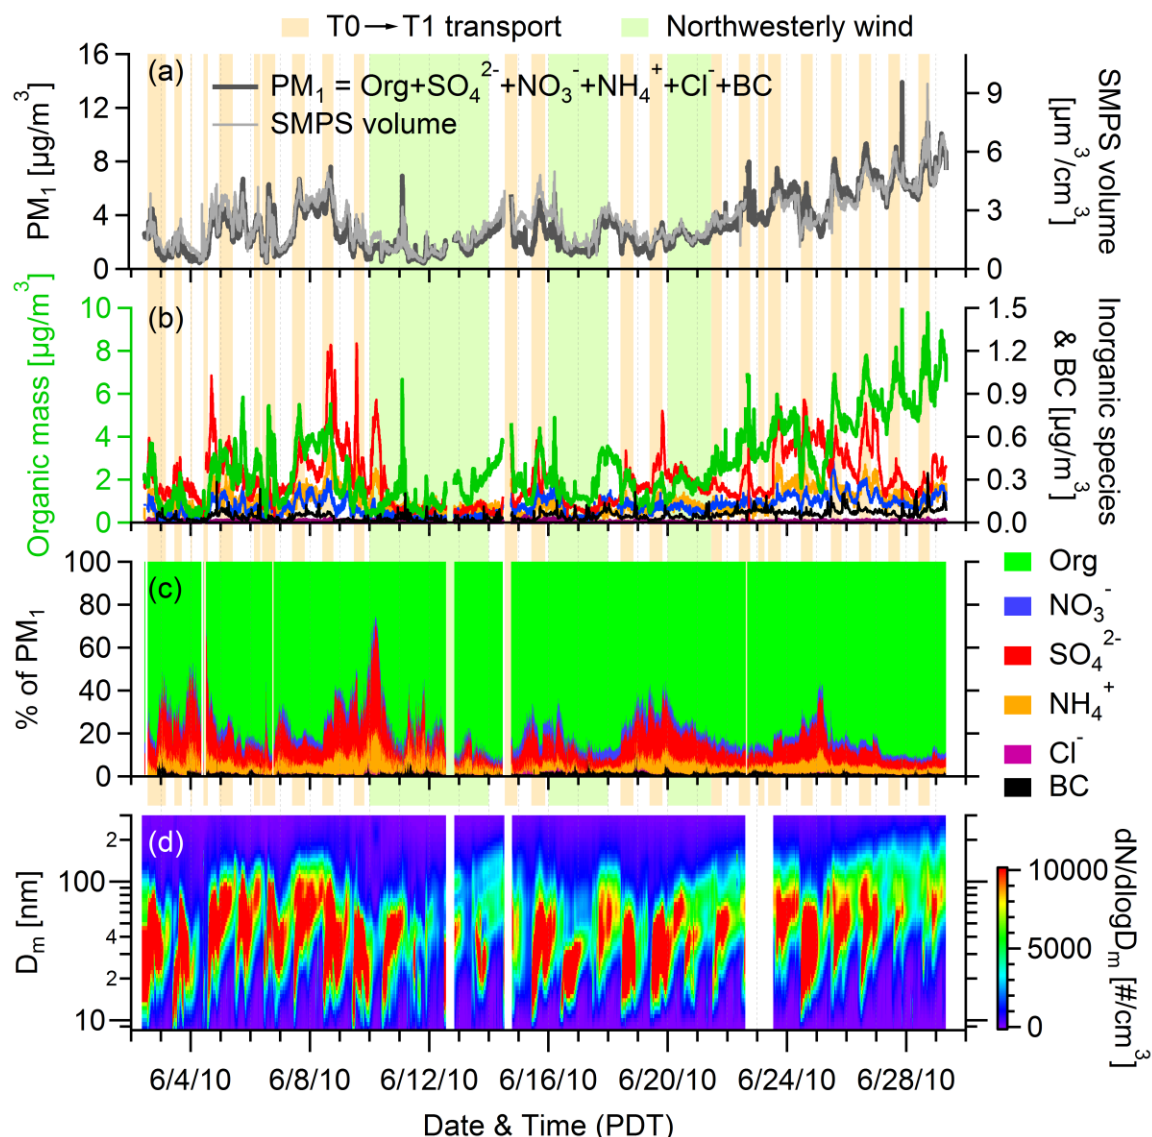 T0→T1 transport Northwesterly wind
(a)
PM₁ = Org+SO₄²⁻+NO₃⁻+NH₄⁺+Cl⁻+BC
SMPS volume
PM₁ [µg/m³]
16
12
8
4
0
SMPS volume
[µm³/cm³]
9
6
3
0
(b)
Organic mass [µg/m³]
10
8
6
4
2
0
Inorganic species
& BC [µg/m³]
1.5
1.2
0.9
0.6
0.3
0.0
(c)
% of PM₁
100
80
60
40
20
0
Org
NO₃⁻
SO₄²⁻
NH₄⁺
Cl⁻
BC
(d)
Dₘ [nm]
2
100
4
2
10
dN/dlogDₘ [#/cm³]
10000
5000
0
6/4/10 6/8/10 6/12/10 6/16/10 6/20/10 6/24/10 6/28/10
Date & Time (PDT)